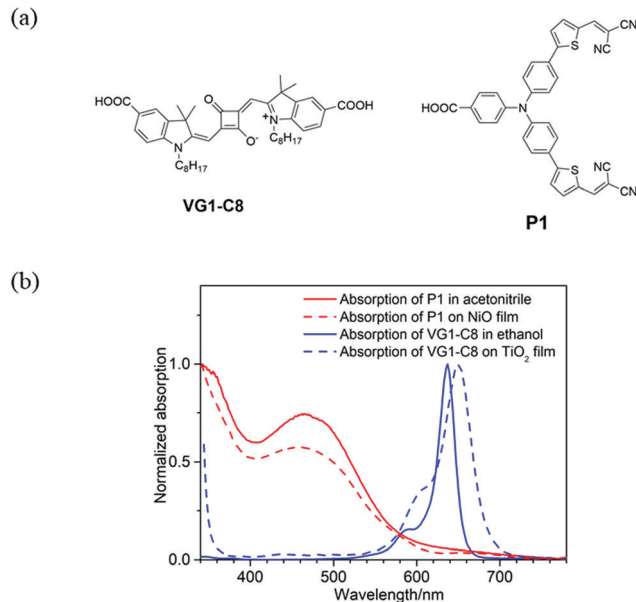 (a)
HOOC
O
N
C₈H₁₇
O⁻
N⁺
C₈H₁₇
COOH
VG1-C8
HOOC
N
S
CN
NC
S
NC
CN
P1
(b)
Absorption of P1 in acetonitrile
Absorption of P1 on NiO film
Absorption of VG1-C8 in ethanol
Absorption of VG1-C8 on TiO₂ film
Normalized absorption
1.0
0.5
0.0
400
500
600
700
Wavelength/nm